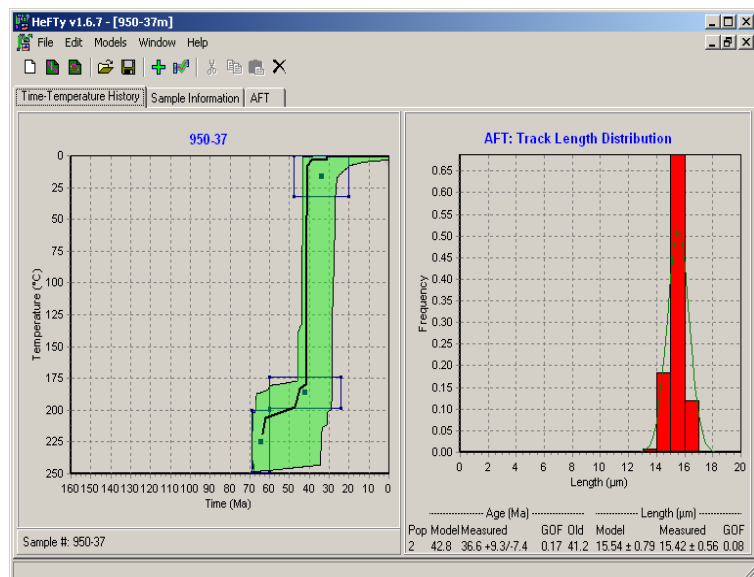 HeFTy v1.6.7 - [950-37m]
File Edit Models Window Help
Time-Temperature History Sample Information AFT
950-37
0
25
50
75
100
125
150
175
200
225
250
Temperature (°C)
160 150 140 130 120 110 100 90 80 70 60 50 40 30 20 10 0
Time (Ma)
Sample #: 950-37
AFT: Track Length Distribution
0.65
0.60
0.55
0.50
0.45
0.40
0.35
0.30
0.25
0.20
0.15
0.10
0.05
0.00
Frequency
0 2 4 6 8 10 12 14 16 18 20
Length (µm)
Age (Ma) Length (µm)
Pop Model Measured GOF Old Model Measured GOF
2 42.8 36.6 +9.3/-7.4 0.17 41.2 15.54 ± 0.79 15.42 ± 0.56 0.08